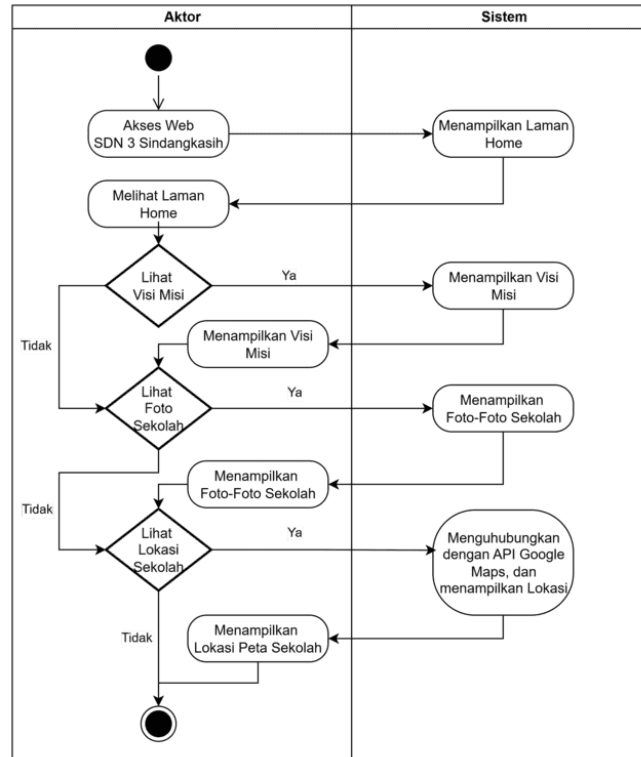 Aktor
Sistem
Akses Web
SDN 3 Sindangkasih
Menampilkan Laman
Home
Melihat Laman
Home
Lihat
Visi Misi
Ya
Menampilkan Visi
Misi
Tidak
Menampilkan Visi
Misi
Lihat
Foto
Sekolah
Ya
Menampilkan
Foto-Foto Sekolah
Menampilkan
Foto-Foto Sekolah
Tidak
Lihat
Lokasi
Sekolah
Ya
Menguhubungkan
dengan API Google
Maps, dan
menampilkan Lokasi
Tidak
Menampilkan
Lokasi Peta Sekolah